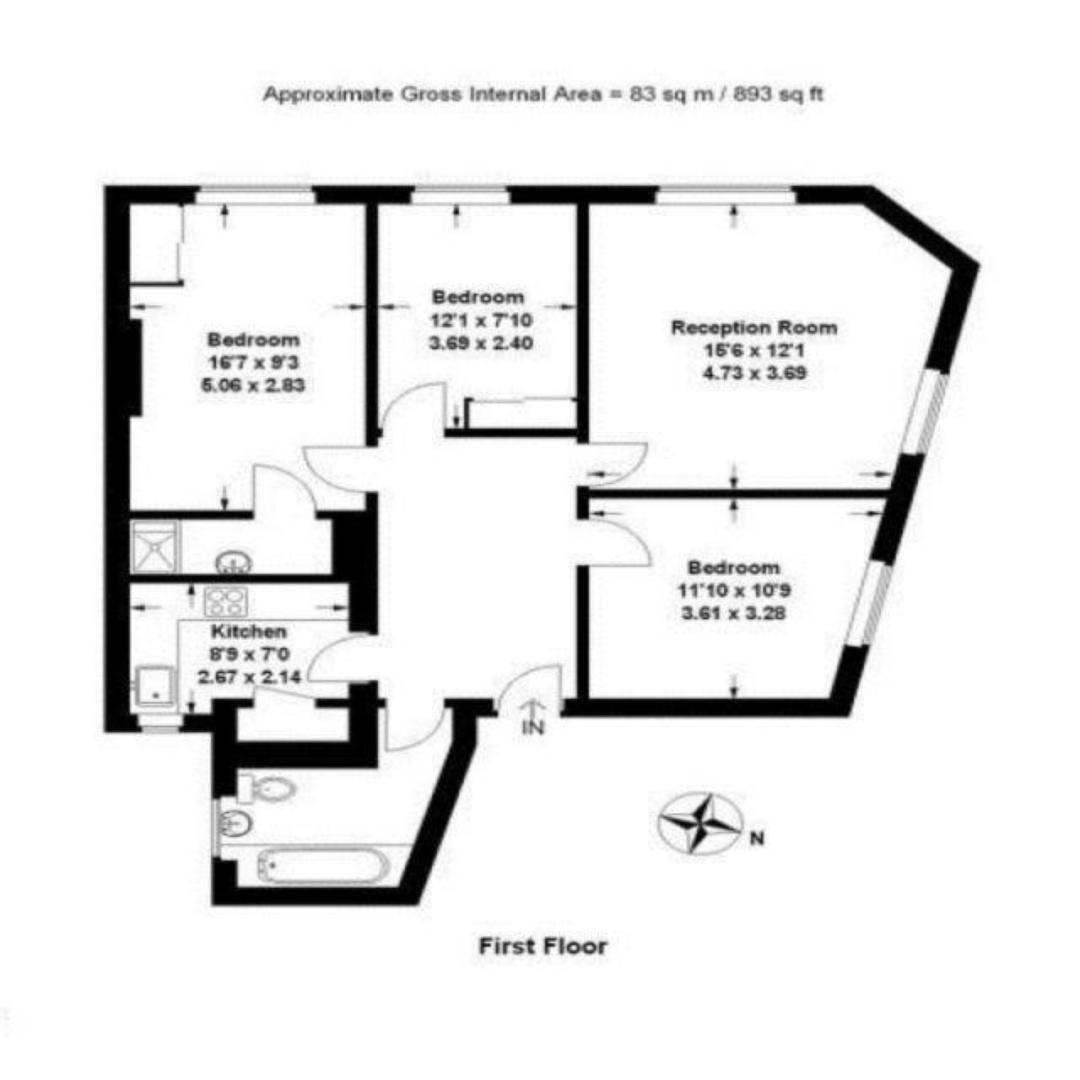 Approximate Gross Internal Area = 83 sq m / 893 sq ft
Bedroom
12'1 x 7'10
3.69 x 2.40
Reception Room
15'6 x 12'1
4.73 x 3.69
Bedroom
16'7 x 9'3
5.06 x 2.83
Bedroom
11'10 x 10'9
3.61 x 3.28
Kitchen
8'9 x 7'0
2.67 x 2.14
IN
N
First Floor